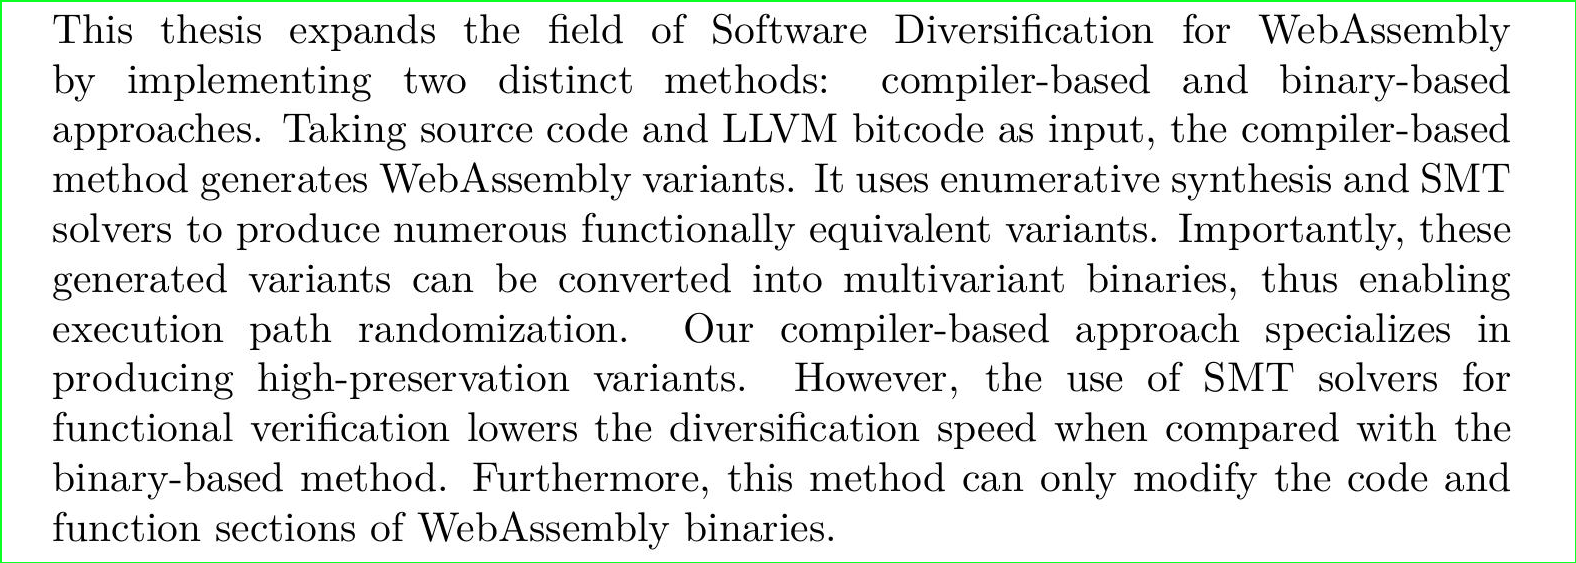 This thesis expands the field of Software Diversification for WebAssembly
by implementing two distinct methods: compiler-based and binary-based
approaches. Taking source code and LLVM bitcode as input, the compiler-based
method generates WebAssembly variants. It uses enumerative synthesis and SMT
solvers to produce numerous functionally equivalent variants. Importantly, these
generated variants can be converted into multivariant binaries, thus enabling
execution path randomization. Our compiler-based approach specializes in
producing high-preservation variants. However, the use of SMT solvers for
functional verification lowers the diversification speed when compared with the
binary-based method. Furthermore, this method can only modify the code and
function sections of WebAssembly binaries.